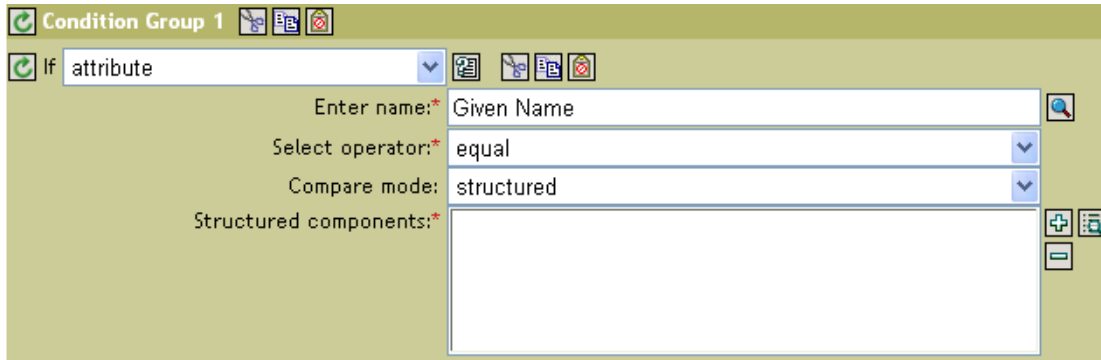 Condition Group 1
If attribute
Enter name:* Given Name
Select operator:* equal
Compare mode: structured
Structured components:*